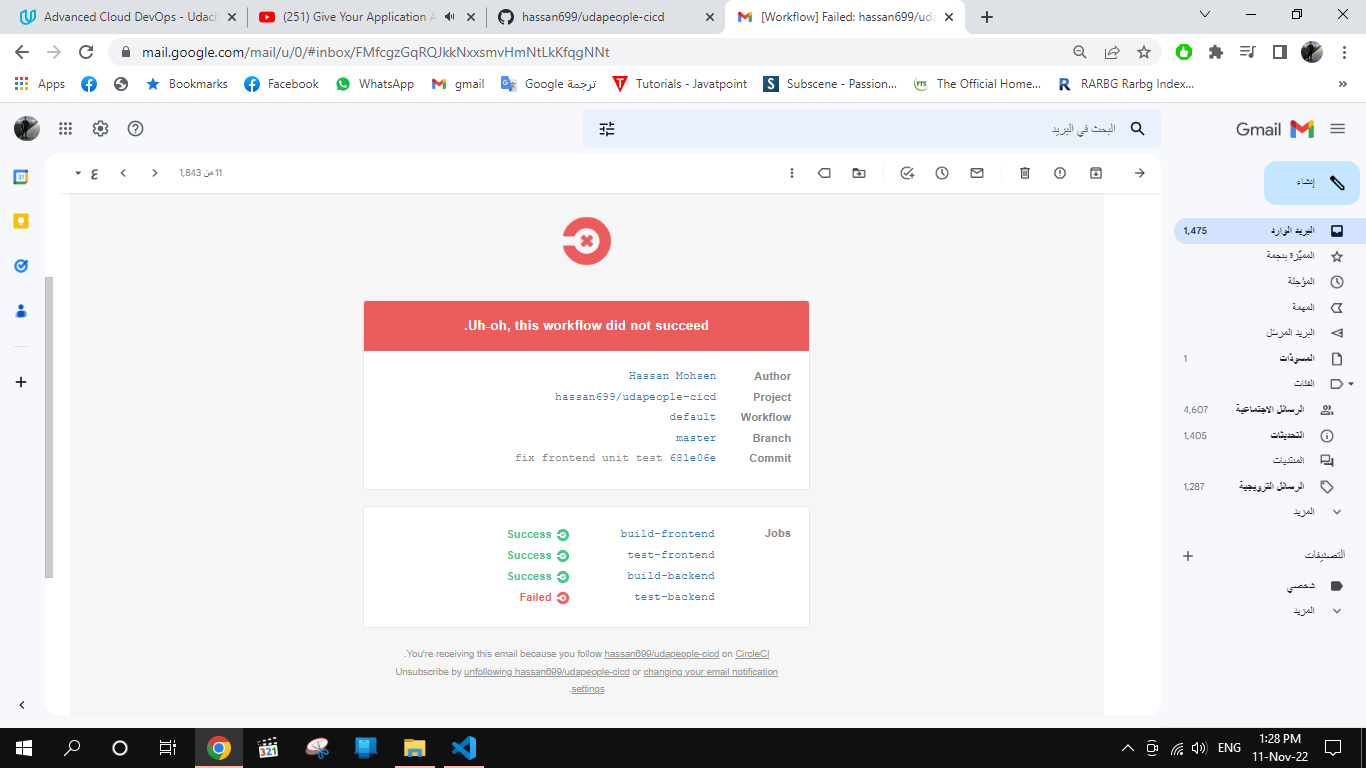 Advanced Cloud DevOps - Udaci
(251) Give Your Application A
hassan699/udapeople-cicd
[Workflow] Failed: hassan699/uda
mail.google.com/mail/u/0/#inbox/FMfcgzGqRQJkkNxxsmvHmNtLkKfqgNNt
Apps
Bookmarks
Facebook
WhatsApp
gmail
ترجمة Google
Tutorials - Javatpoint
Subscene - Passion...
The Official Home...
RARBG Rarbg Index...
»
البحث في البريد
Gmail
ع
11 من 1,843
إنشاء
البريد الوارد 1,475
المميّزة بنجمة
المؤجلة
المهمة
البريد المرسَل
المسودّات 1
الفئات
الرسائل الاجتماعية 4,607
التحديثات 1,405
المنتديات
الرسائل الترويجية 1,287
المزيد
التصنيفات
شخصي
المزيد
.Uh-oh, this workflow did not succeed
Hassan Mohsen Author
hassan699/udapeople-cicd Project
default Workflow
master Branch
fix frontend unit test 681e06e Commit
Success build-frontend Jobs
Success test-frontend
Success build-backend
Failed test-backend
.You're receiving this email because you follow hassan699/udapeople-cicd on CircleCI
Unsubscribe by unfollowing hassan699/udapeople-cicd or changing your email notification
.settings
321
ENG
1:28 PM
11-Nov-22